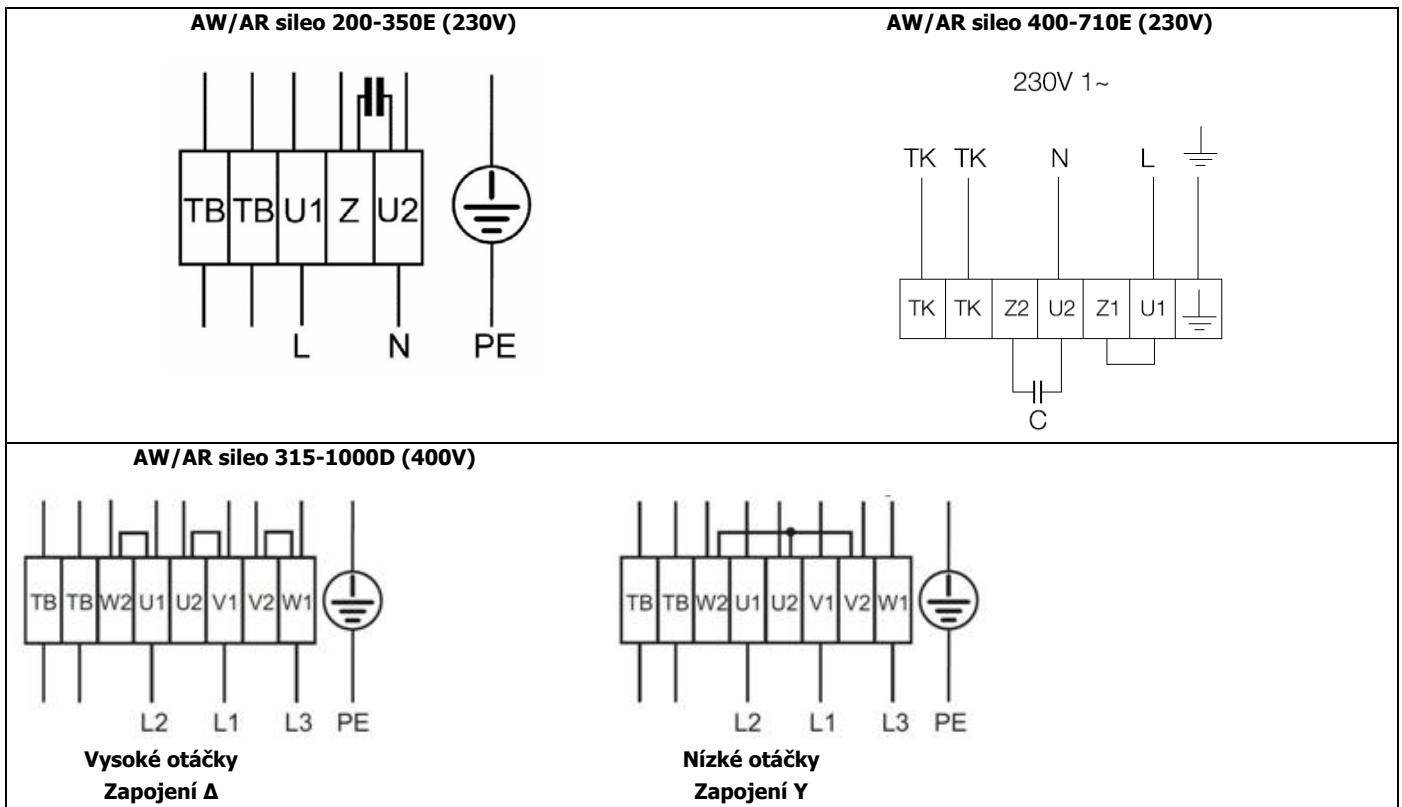 AW/AR sileo 200-350E (230V)
TB TB U1 Z U2
L N PE
AW/AR sileo 400-710E (230V)
230V 1~
TK TK N L
TK TK Z2 U2 Z1 U1
C
AW/AR sileo 315-1000D (400V)
TB TB W2 U1 U2 V1 V2 W1
L2 L1 L3 PE
Vysoké otáčky
Zapojení Δ
TB TB W2 U1 U2 V1 V2 W1
L2 L1 L3 PE
Nízké otáčky
Zapojení Y